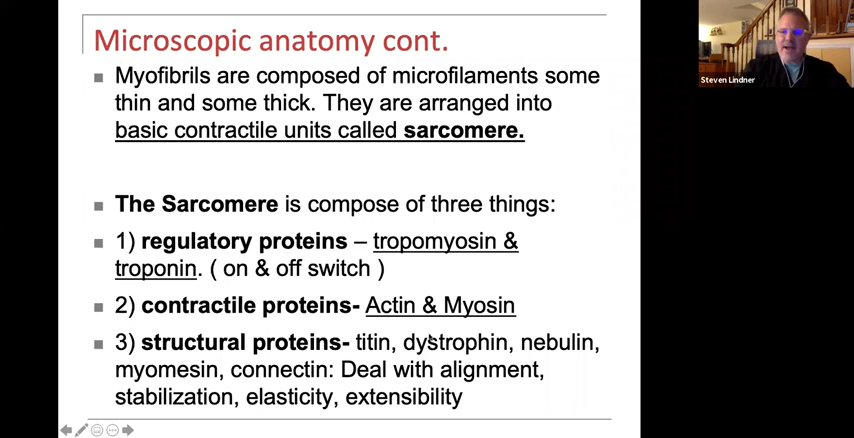 Microscopic anatomy cont.
Myofibrils are composed of microfilaments some
thin and some thick. They are arranged into
basic contractile units called sarcomere.
The Sarcomere is compose of three things:
1) regulatory proteins – tropomyosin &
troponin. ( on & off switch )
2) contractile proteins- Actin & Myosin
3) structural proteins- titin, dystrophin, nebulin,
myomesin, connectin: Deal with alignment,
stabilization, elasticity, extensibility
Steven Lindner